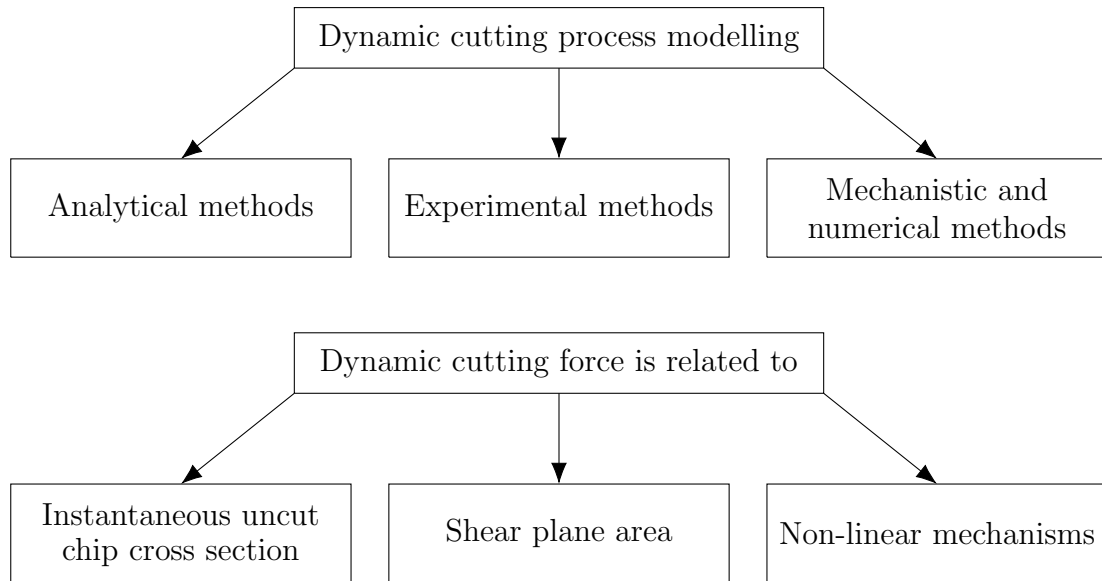 Dynamic cutting process modelling
Analytical methods
Experimental methods
Mechanistic and
numerical methods
Dynamic cutting force is related to
Instantaneous uncut
chip cross section
Shear plane area
Non-linear mechanisms